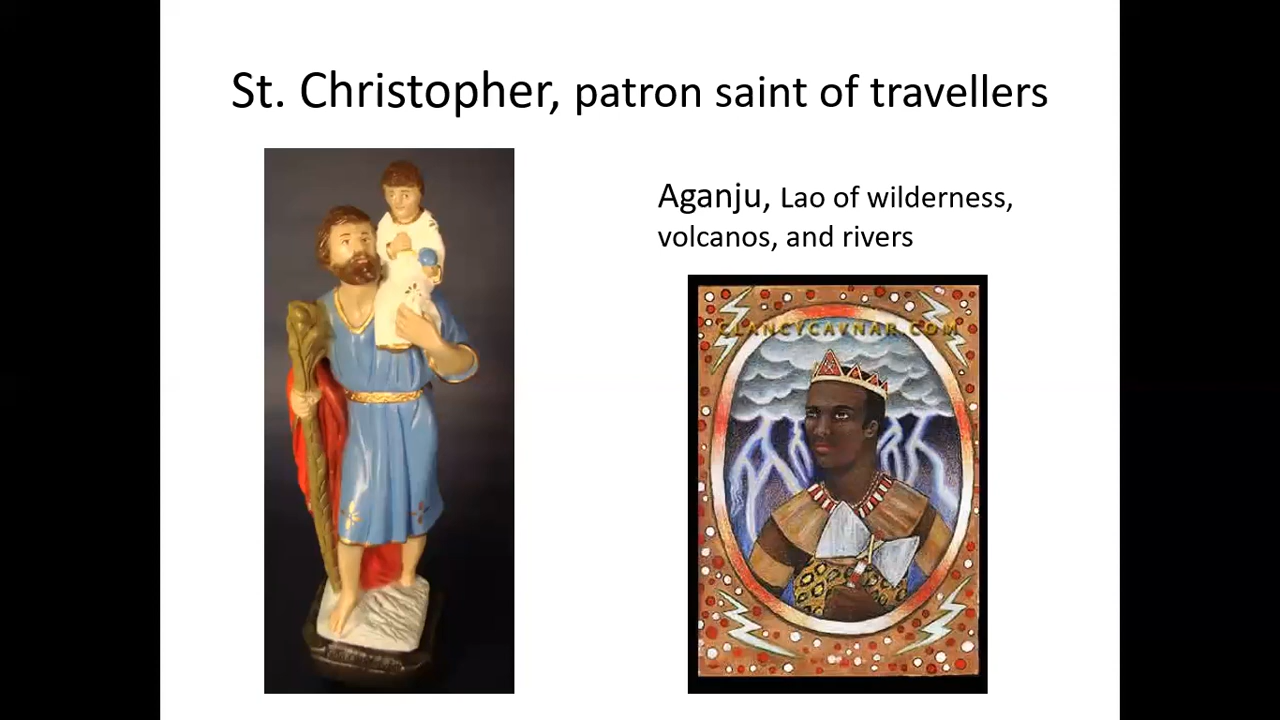 St. Christopher, patron saint of travellers
Aganju, Lao of wilderness,
volcanos, and rivers
CLANCYCAVNAR.COM